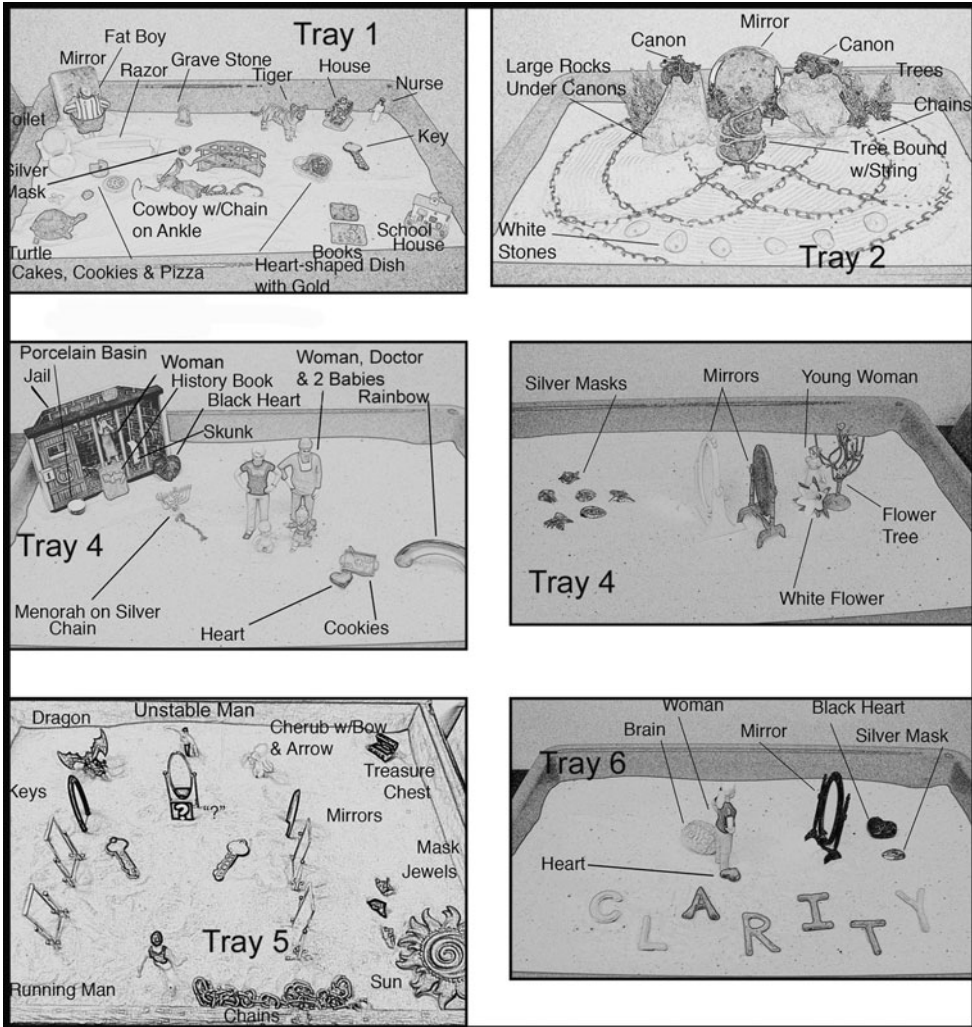 Tray 1
Fat Boy
Mirror
Razor
Grave Stone
Tiger
House
Nurse
Toilet
Key
Silver
Mask
Cowboy w/Chain
on Ankle
Turtle
Cakes, Cookies & Pizza
Books
School
House
Heart-shaped Dish
with Gold
Mirror
Canon
Canon
Large Rocks
Under Canons
Trees
Chains
Tree Bound
w/String
White
Stones
Tray 2
Porcelain Basin
Jail
Woman
History Book
Black Heart
Skunk
Woman, Doctor
& 2 Babies
Rainbow
Tray 4
Menorah on Silver
Chain
Heart
Cookies
Silver Masks
Mirrors
Young Woman
Flower
Tree
Tray 4
White Flower
Dragon
Unstable Man
Cherub w/Bow
& Arrow
Treasure
Chest
Keys
?
"?"
Mirrors
Mask
Jewels
Tray 5
Running Man
Sun
Chains
Woman
Black Heart
Brain
Mirror
Silver Mask
Tray 6
Heart
CLARITY